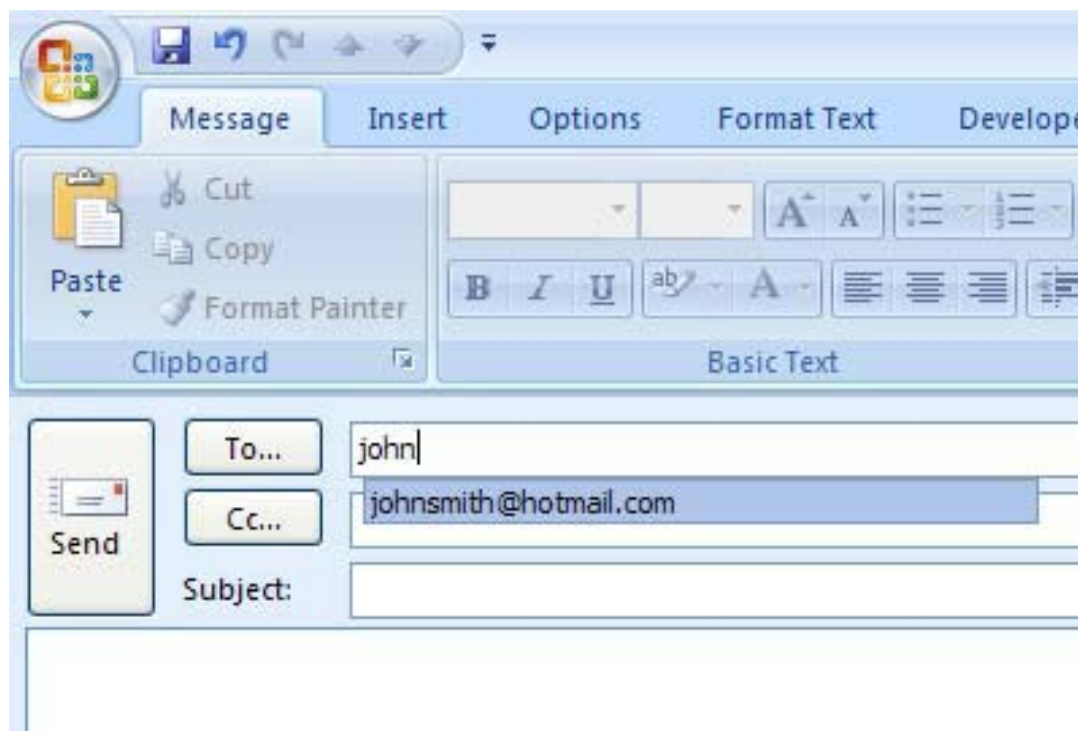 Message Insert Options Format Text Develope
Paste
Cut
Copy
Format Painter
Clipboard
A A
B I U ab A
Basic Text
Send
To... john
johnsmith@hotmail.com
Cc...
Subject: